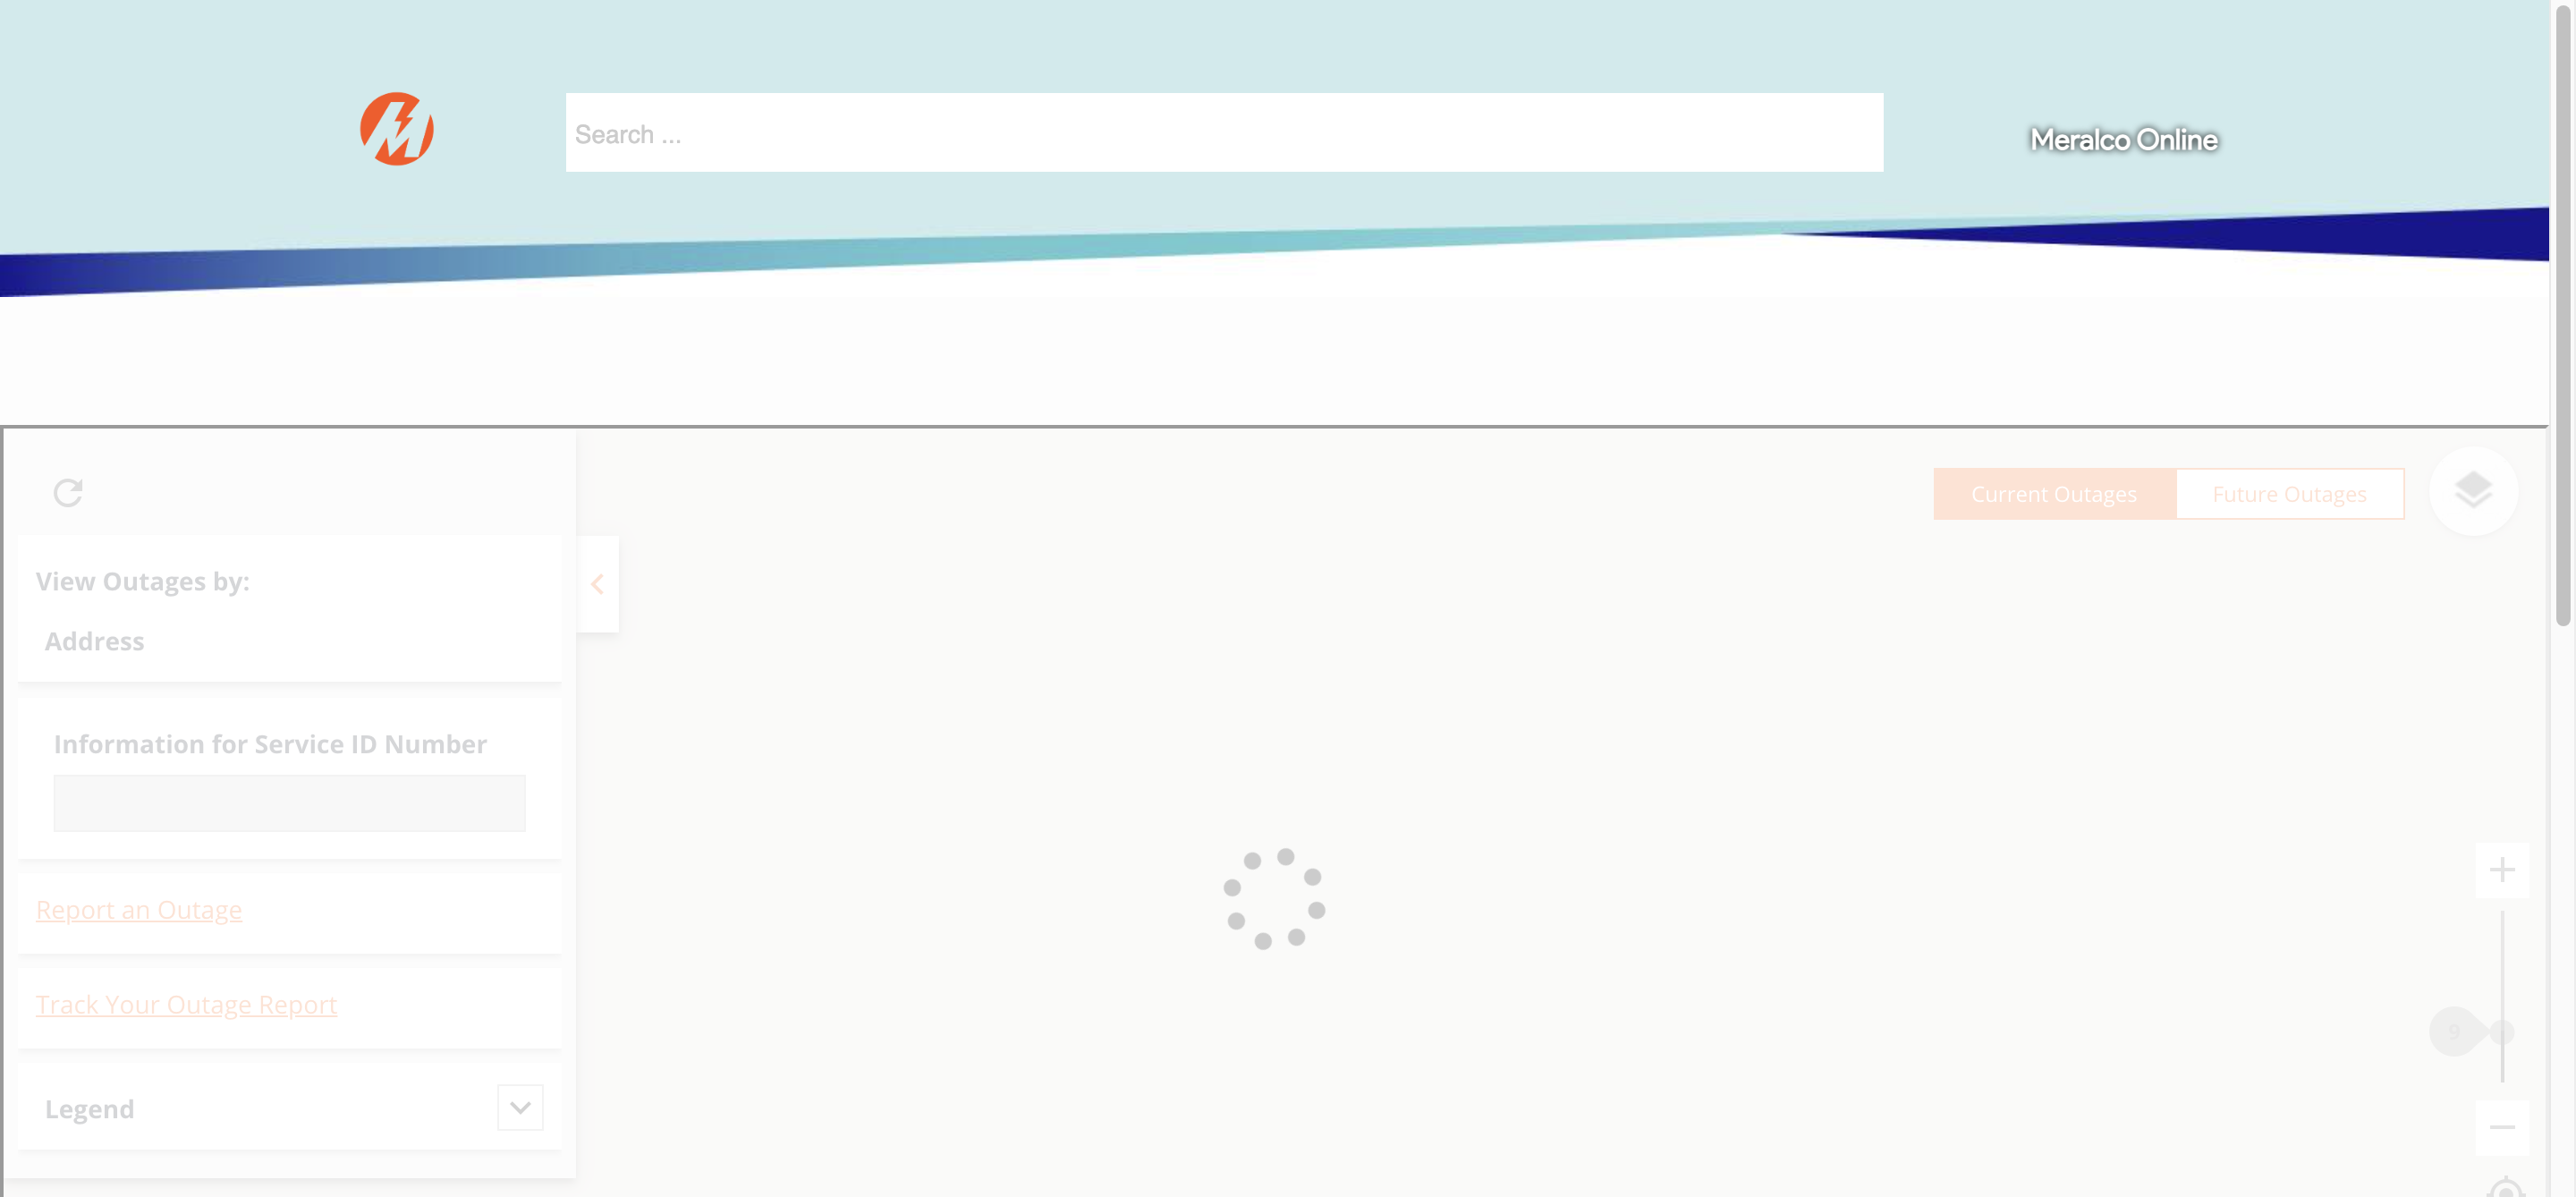 Search ...
Meralco Online
Current Outages
Future Outages
View Outages by:
Address
Information for Service ID Number
Report an Outage
Track Your Outage Report
9
Legend